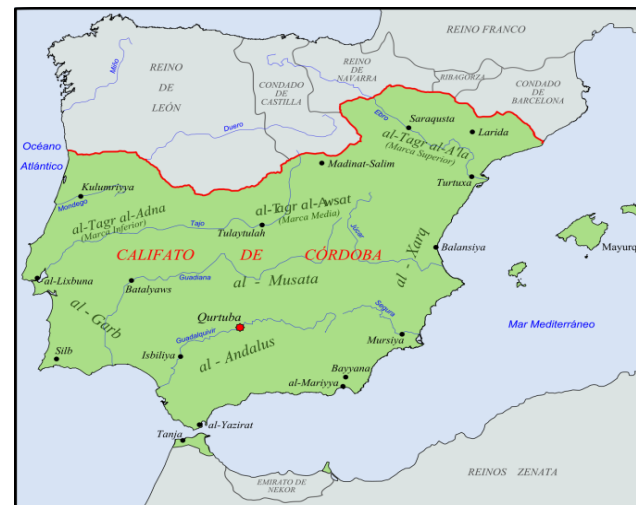 REINO FRANCO
REINO
DE
LEÓN
CONDADO
DE
CASTILLA
REINO
DE
NAVARRA
RIBAGORZA
CONDADO
DE
BARCELONA
Miño
Duero
Ebro
Saraqusta
Larida
al-Tagr al-A'la
(Marca Superior)
Océano
Atlántico
Madinat-Salim
Turtuxa
Kulumriyya
Mondego
al-Tagr al-Adna
(Marca Inferior)
al-Tagr al-Awsat
(Marca Media)
Tajo
Tulaytulah
Júcar
al - Xarq
Balansiya
Mayurqa
CALIFATO DE CÓRDOBA
al-Lixbuna
Batalyaws
Guadiana
al - Musata
al - Garb
Qurtuba
Guadalquivir
Segura
Mar Mediterráneo
Silb
Isbiliya
al - Andalus
Mursiya
Bayyana
al-Mariyya
al-Yazirat
Tanja
EMIRATO DE
NEKOR
REINOS ZENATA